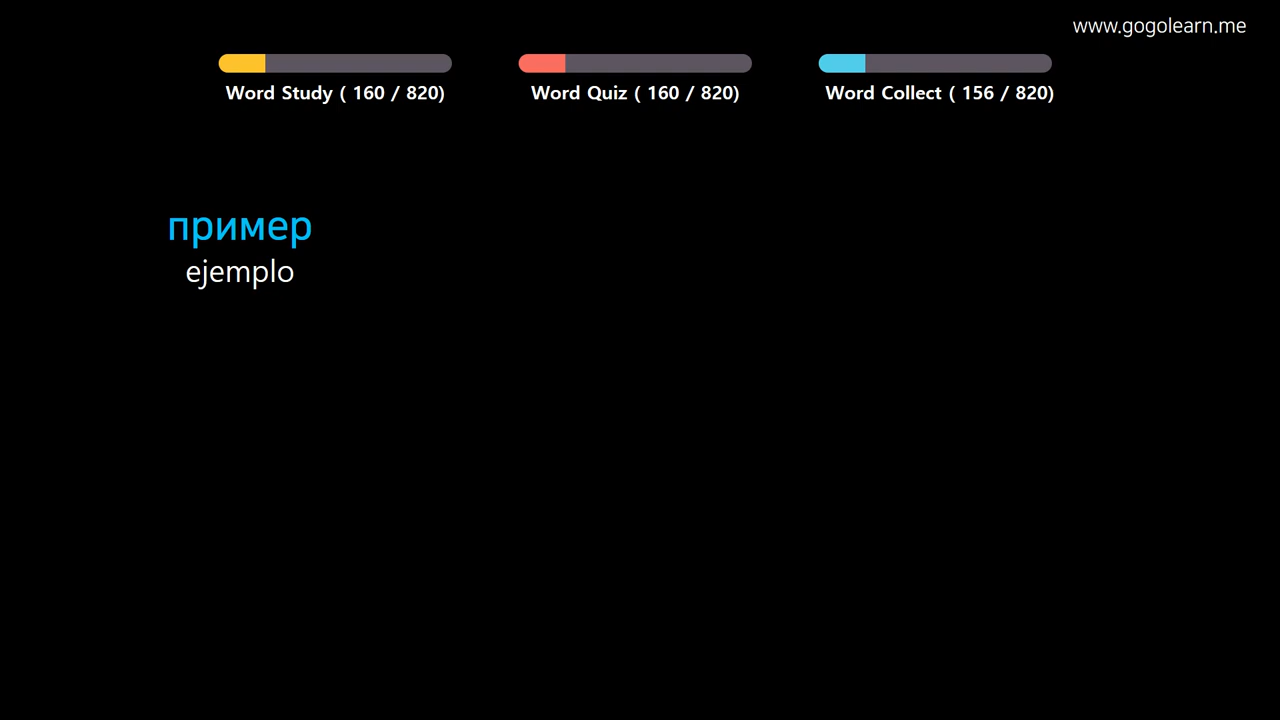 www.gogolearn.me
Word Study ( 160 / 820)
Word Quiz ( 160 / 820)
Word Collect ( 156 / 820)
пример
ejemplo